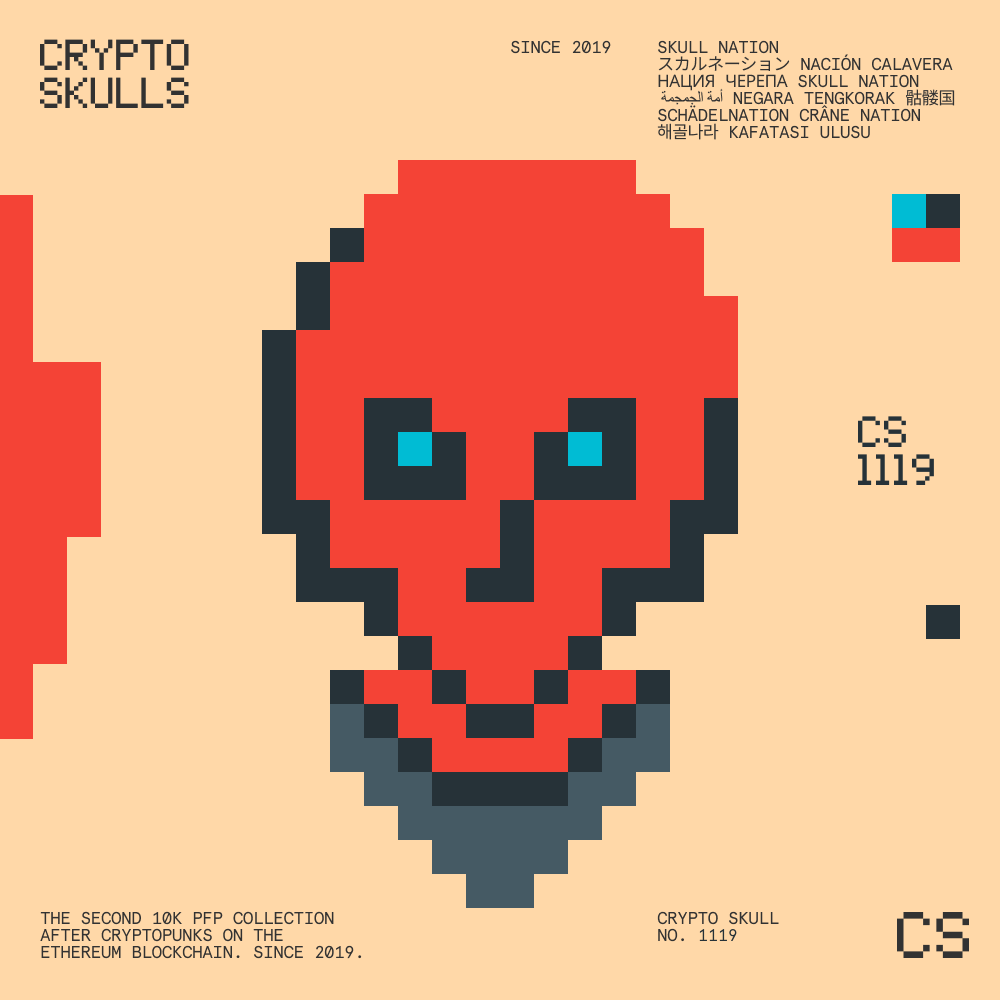 CRYPTO
SKULLS
SINCE 2019
SKULL NATION
スカルネーション NACIÓN CALAVERA
НАЦИЯ ЧЕРЕПА SKULL NATION
أمة الجمجمة NEGARA TENGKORAK 骷髅国
SCHÄDELNATION CRÂNE NATION
해골나라 KAFATASI ULUSU
CS
1119
THE SECOND 10K PFP COLLECTION
AFTER CRYPTOPUNKS ON THE
ETHEREUM BLOCKCHAIN. SINCE 2019.
CRYPTO SKULL
NO. 1119
CS